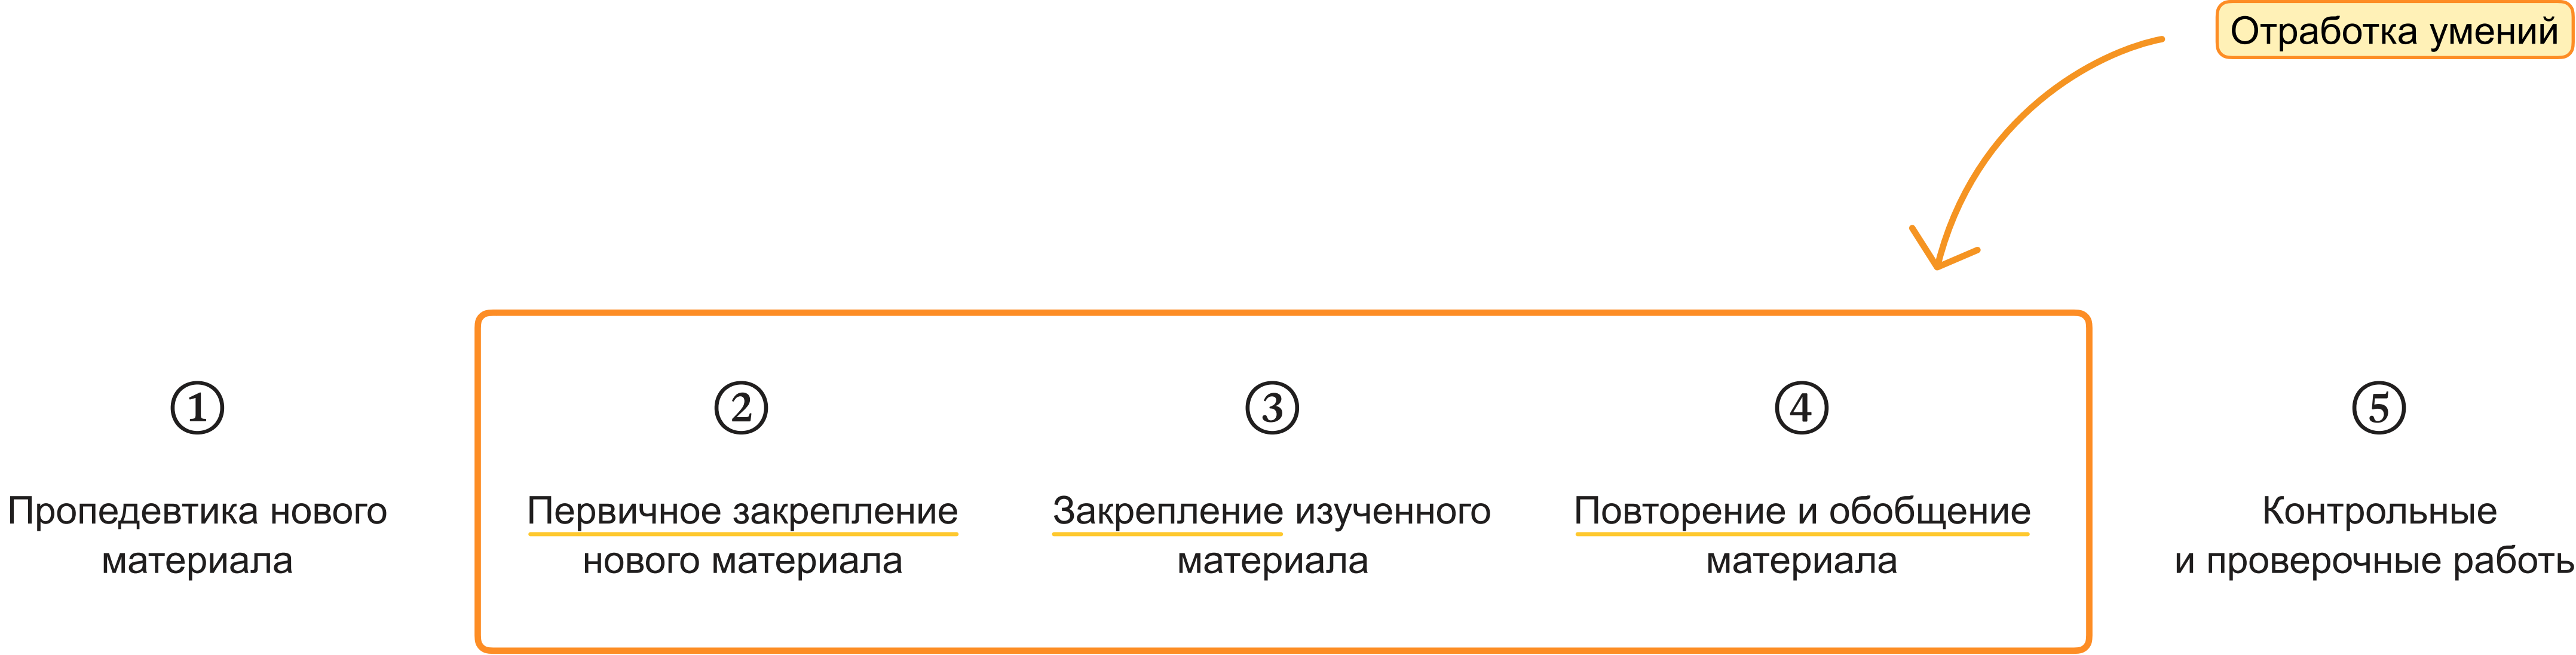 Отработка умений
①
Пропедевтика нового
материала
②
Первичное закрепление
нового материала
③
Закрепление изученного
материала
④
Повторение и обобщение
материала
⑤
Контрольные
и проверочные работы